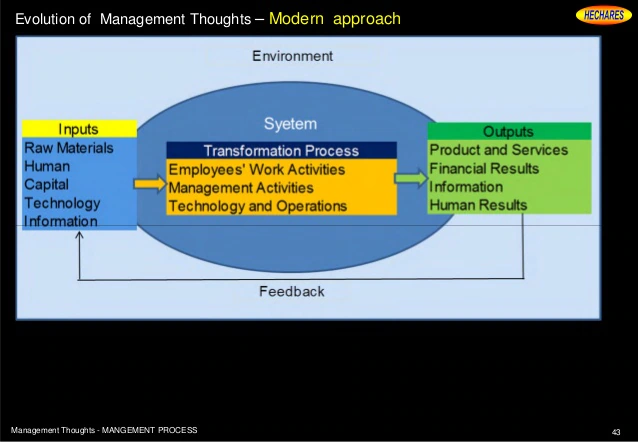 Evolution of  Management Thoughts – Modern  approach
HECHARES
Environment
Syetem
Inputs
Raw Materials
Human
Capital
Technology
Information
Transformation Process
Employees' Work Activities
Management Activities
Technology and Operations
Outputs
Product and Services
Financial Results
Information
Human Results
Feedback
Management Thoughts - MANGEMENT PROCESS
43